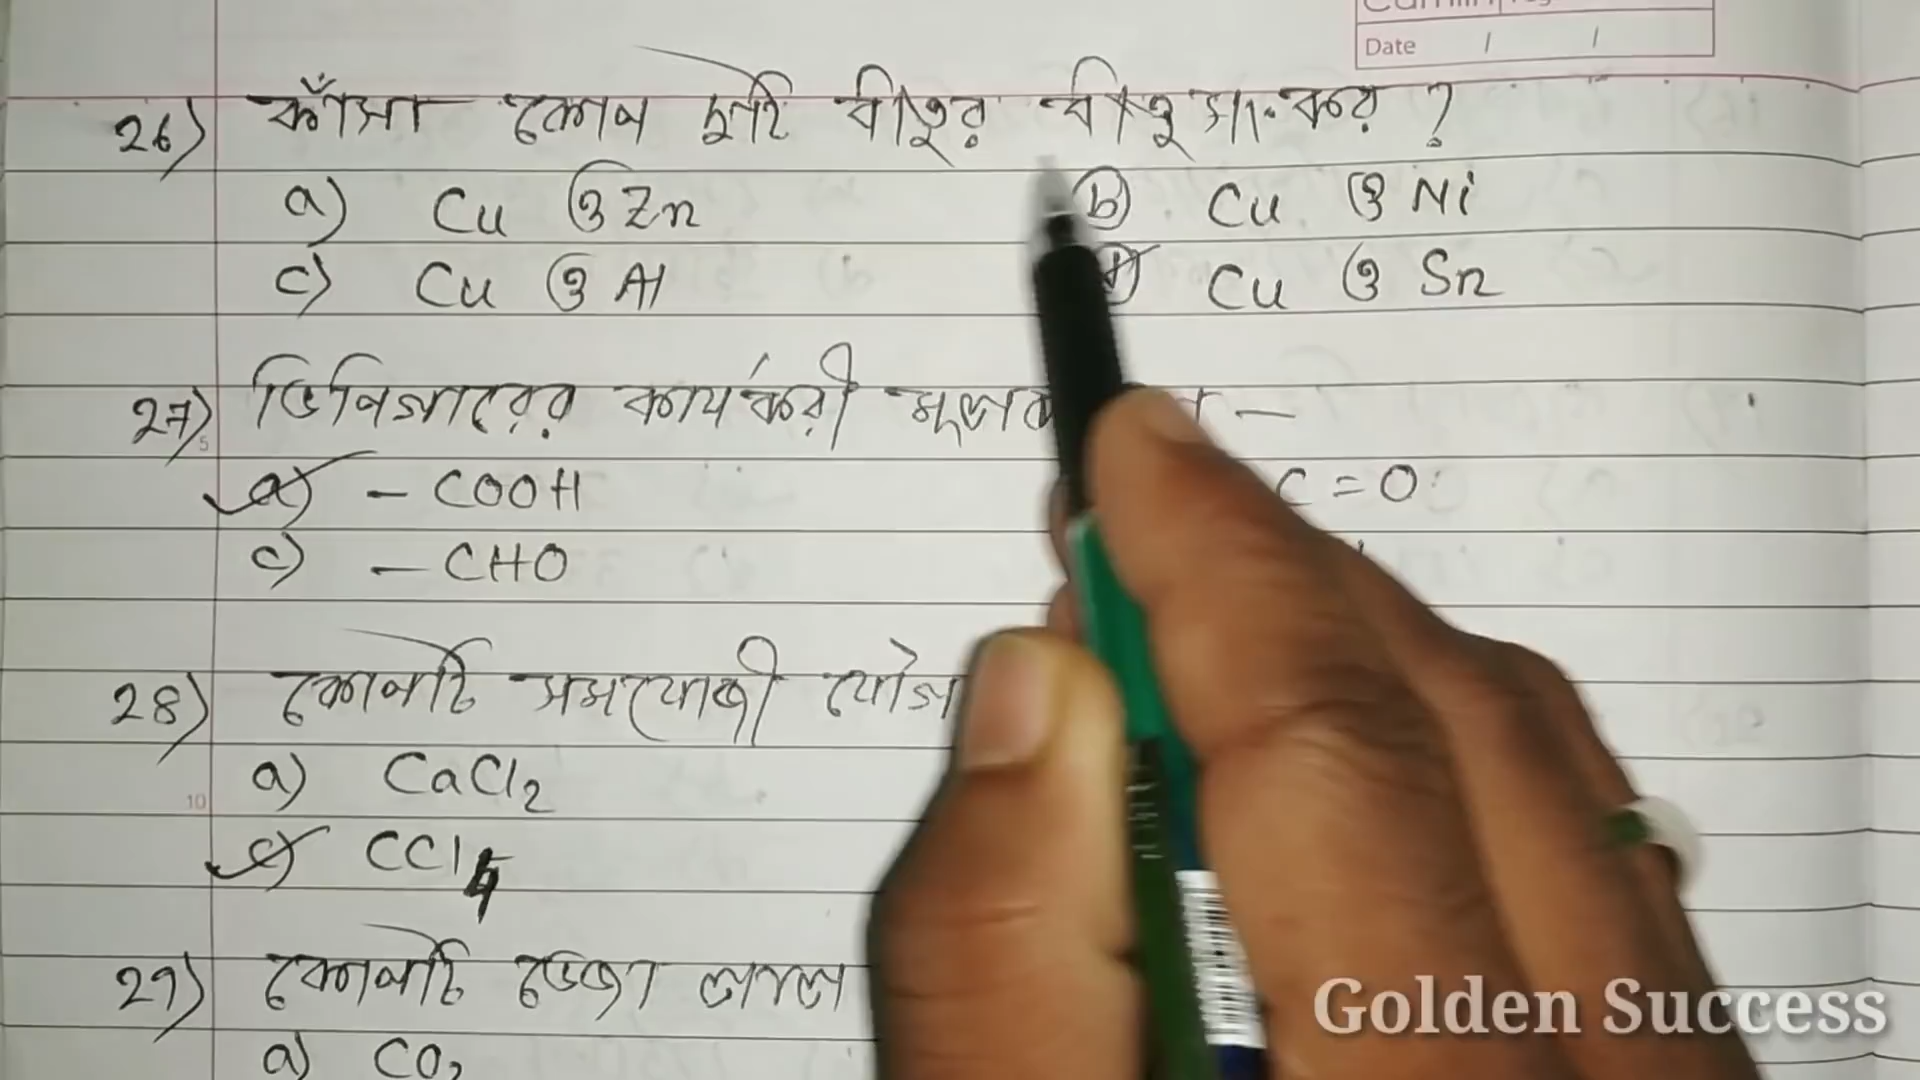 Date / /
26) কাঁসা কোন দুটি ধাতুর ধাতু সংকর ?
a) Cu ও Zn b) Cu ও Ni
c) Cu ও Al d) Cu ও Sn
27) ভিনিগারের কার্যকরী —
a) – COOH C = O
c) – CHO
28) কোনটি সমযোজী
a) CaCl2
10
c) CCl4
29) কোনটি ভেজা লাল
a) CO2
Golden Success